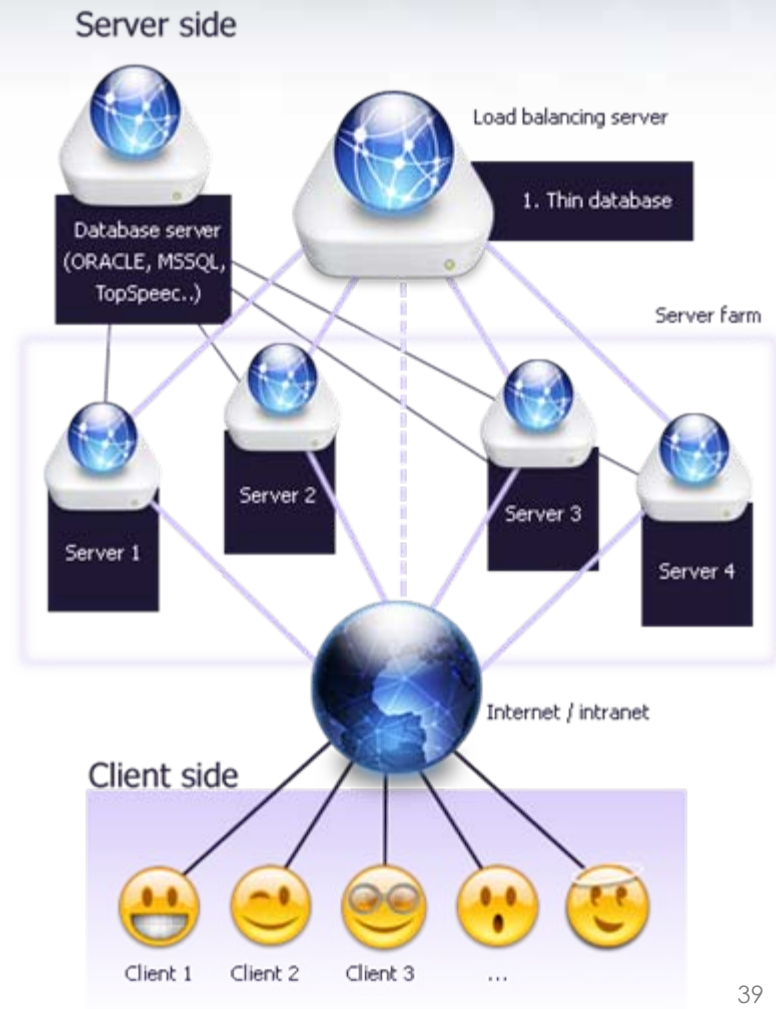 Server side
Load balancing server
1. Thin database
Database server
(ORACLE, MSSQL,
TopSpeec..)
Server farm
Server 2
Server 3
Server 1
Server 4
Internet / intranet
Client side
Client 1
Client 2
Client 3
...
39